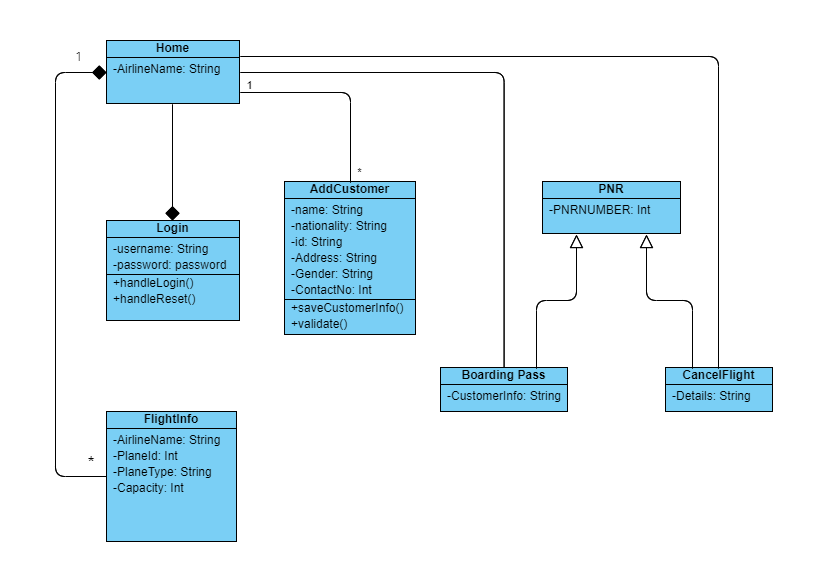 1
Home
-AirlineName: String
1
*
AddCustomer
-name: String
-nationality: String
-id: String
-Address: String
-Gender: String
-ContactNo: Int
+saveCustomerInfo()
+validate()
PNR
-PNRNUMBER: Int
Login
-username: String
-password: password
+handleLogin()
+handleReset()
Boarding Pass
-CustomerInfo: String
CancelFlight
-Details: String
*
FlightInfo
-AirlineName: String
-PlaneId: Int
-PlaneType: String
-Capacity: Int